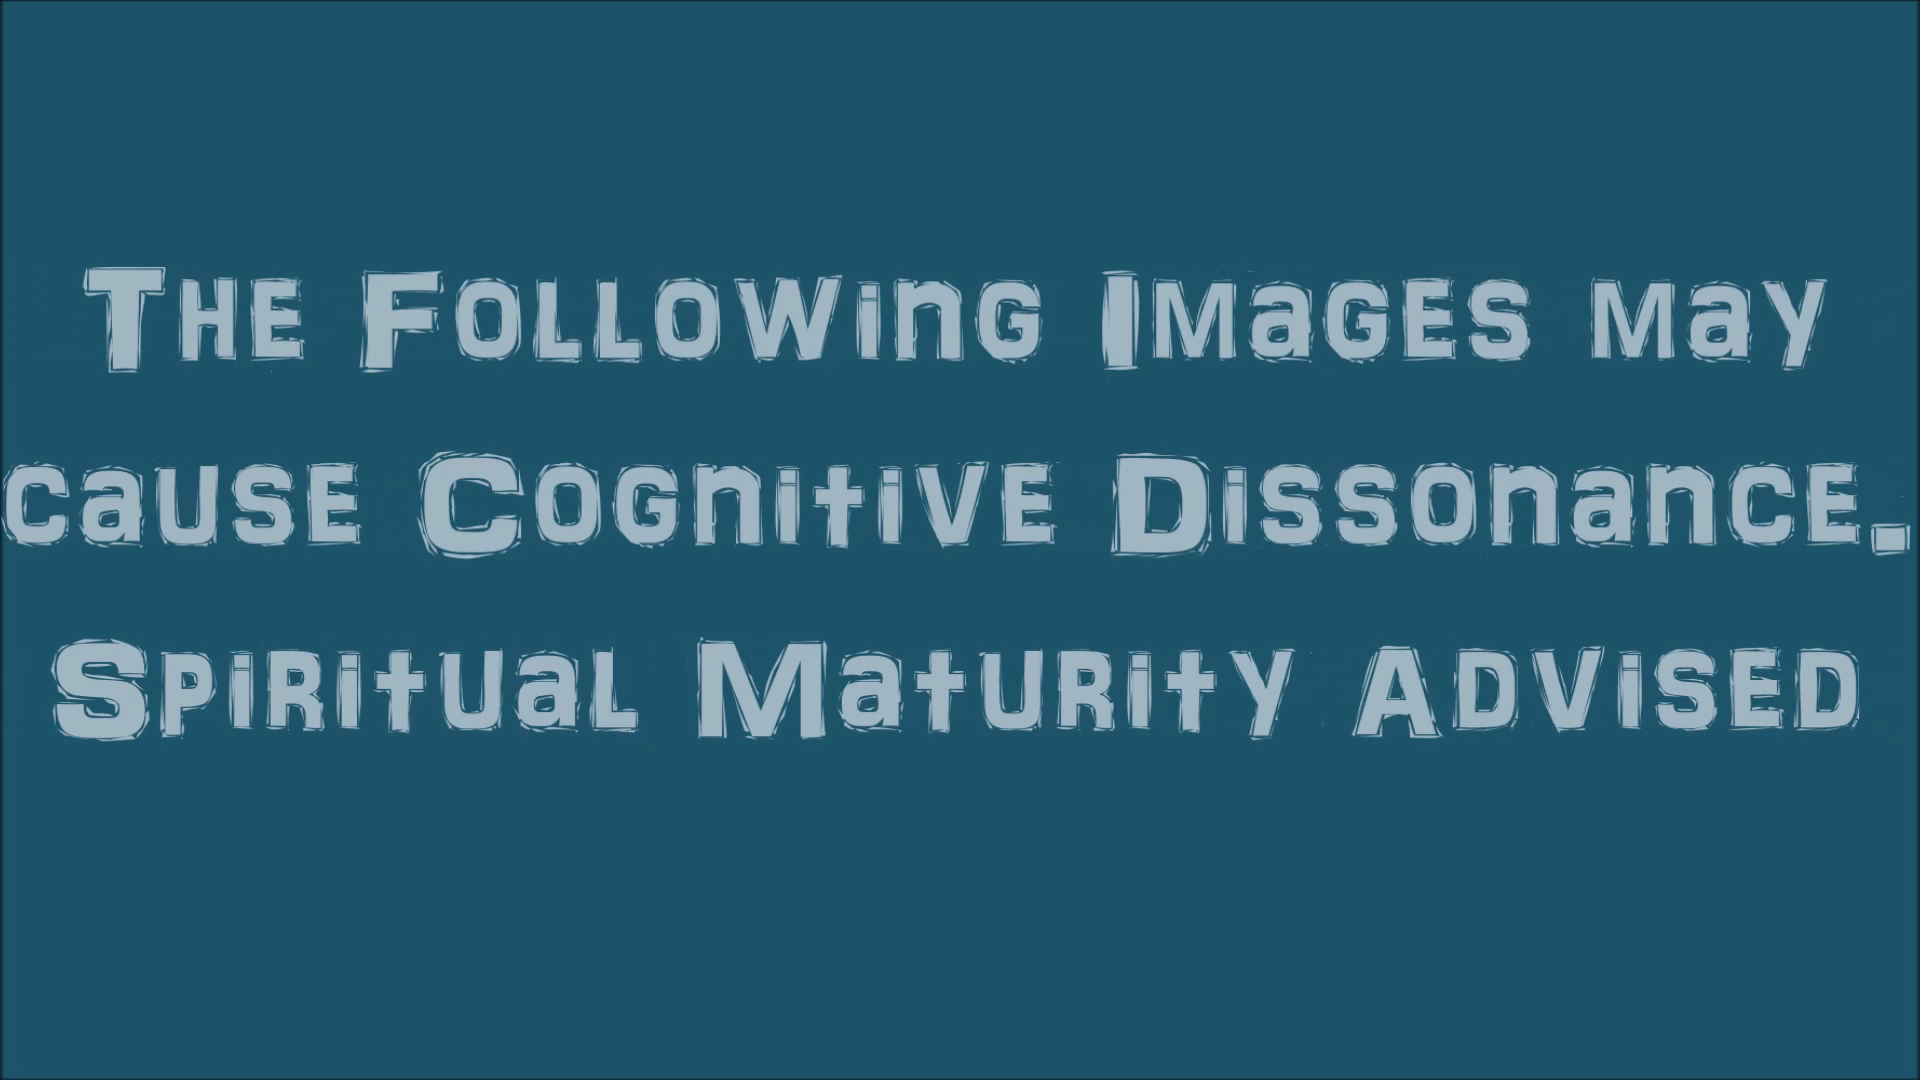 The Following Images may
cause Cognitive Dissonance.
Spiritual Maturity Advised